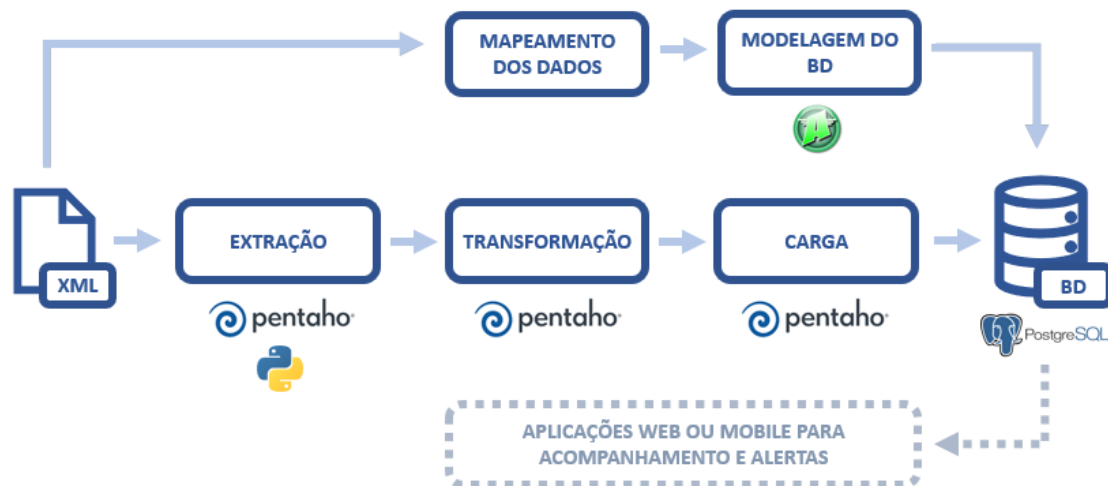 MAPEAMENTO
DOS DADOS
MODELAGEM DO
BD
A
XML
EXTRAÇÃO
TRANSFORMAÇÃO
CARGA
BD
pentaho
pentaho
pentaho
PostgreSQL
APLICAÇÕES WEB OU MOBILE PARA
ACOMPANHAMENTO E ALERTAS